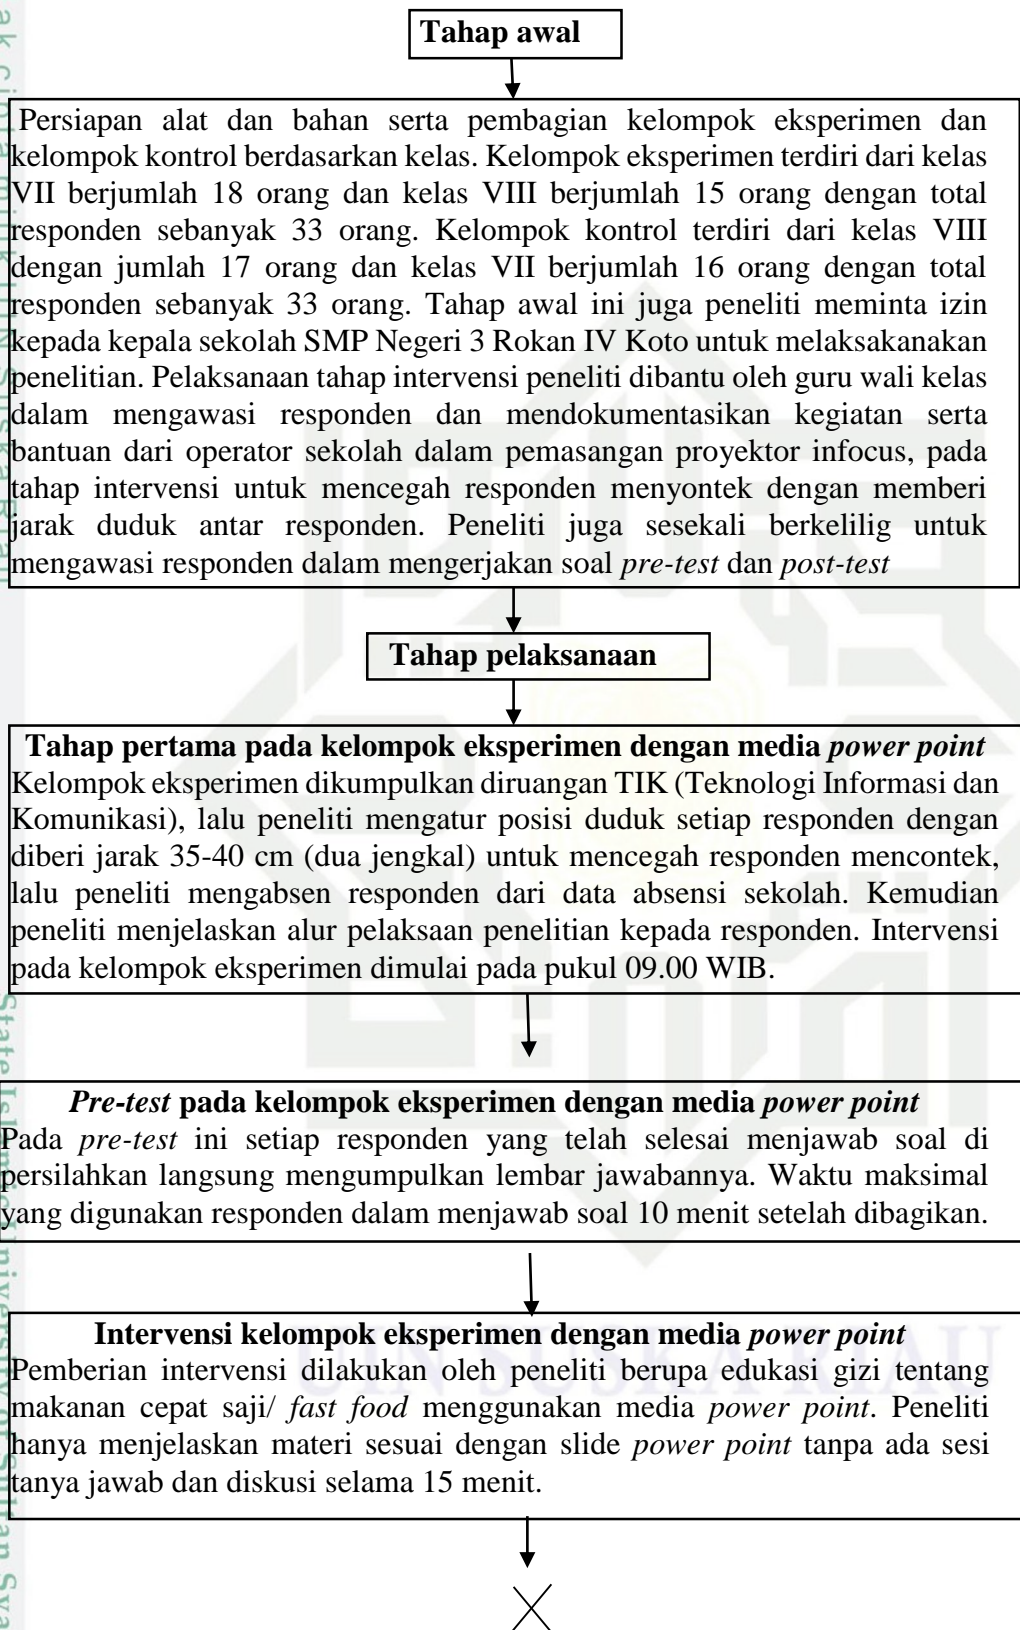 Tahap awal
Persiapan alat dan bahan serta pembagian kelompok eksperimen dan
kelompok kontrol berdasarkan kelas. Kelompok eksperimen terdiri dari kelas
VII berjumlah 18 orang dan kelas VIII berjumlah 15 orang dengan total
responden sebanyak 33 orang. Kelompok kontrol terdiri dari kelas VIII
dengan jumlah 17 orang dan kelas VII berjumlah 16 orang dengan total
responden sebanyak 33 orang. Tahap awal ini juga peneliti meminta izin
kepada kepala sekolah SMP Negeri 3 Rokan IV Koto untuk melaksakanakan
penelitian. Pelaksanaan tahap intervensi peneliti dibantu oleh guru wali kelas
dalam mengawasi responden dan mendokumentasikan kegiatan serta
bantuan dari operator sekolah dalam pemasangan proyektor infocus, pada
tahap intervensi untuk mencegah responden menyontek dengan memberi
jarak duduk antar responden. Peneliti juga sesekali berkelilig untuk
mengawasi responden dalam mengerjakan soal pre-test dan post-test
Tahap pelaksanaan
Tahap pertama pada kelompok eksperimen dengan media power point
Kelompok eksperimen dikumpulkan diruangan TIK (Teknologi Informasi dan
Komunikasi), lalu peneliti mengatur posisi duduk setiap responden dengan
diberi jarak 35-40 cm (dua jengkal) untuk mencegah responden mencontek,
lalu peneliti mengabsen responden dari data absensi sekolah. Kemudian
peneliti menjelaskan alur pelaksaan penelitian kepada responden. Intervensi
pada kelompok eksperimen dimulai pada pukul 09.00 WIB.
Pre-test pada kelompok eksperimen dengan media power point
Pada pre-test ini setiap responden yang telah selesai menjawab soal di
persilahkan langsung mengumpulkan lembar jawabannya. Waktu maksimal
yang digunakan responden dalam menjawab soal 10 menit setelah dibagikan.
Intervensi kelompok eksperimen dengan media power point
Pemberian intervensi dilakukan oleh peneliti berupa edukasi gizi tentang
makanan cepat saji/ fast food menggunakan media power point. Peneliti
hanya menjelaskan materi sesuai dengan slide power point tanpa ada sesi
tanya jawab dan diskusi selama 15 menit.
UIN SUSKA RIAU